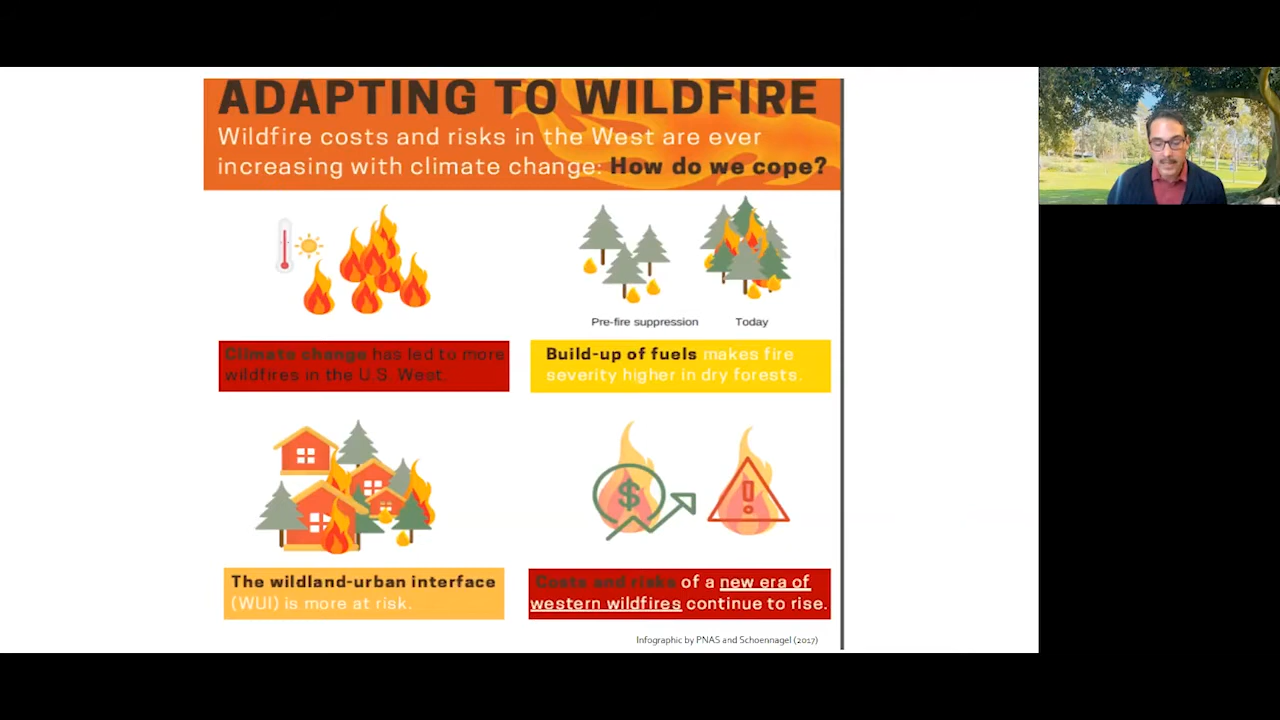 ADAPTING TO WILDFIRE
Wildfire costs and risks in the West are ever
increasing with climate change: How do we cope?
Pre-fire suppression
Today
Climate change has led to more
wildfires in the U.S. West.
Build-up of fuels makes fire
severity higher in dry forests.
The wildland-urban interface
(WUI) is more at risk.
$
!
Costs and risks of a new era of
western wildfires continue to rise.
Infographic by PNAS and Schoennagel (2017)